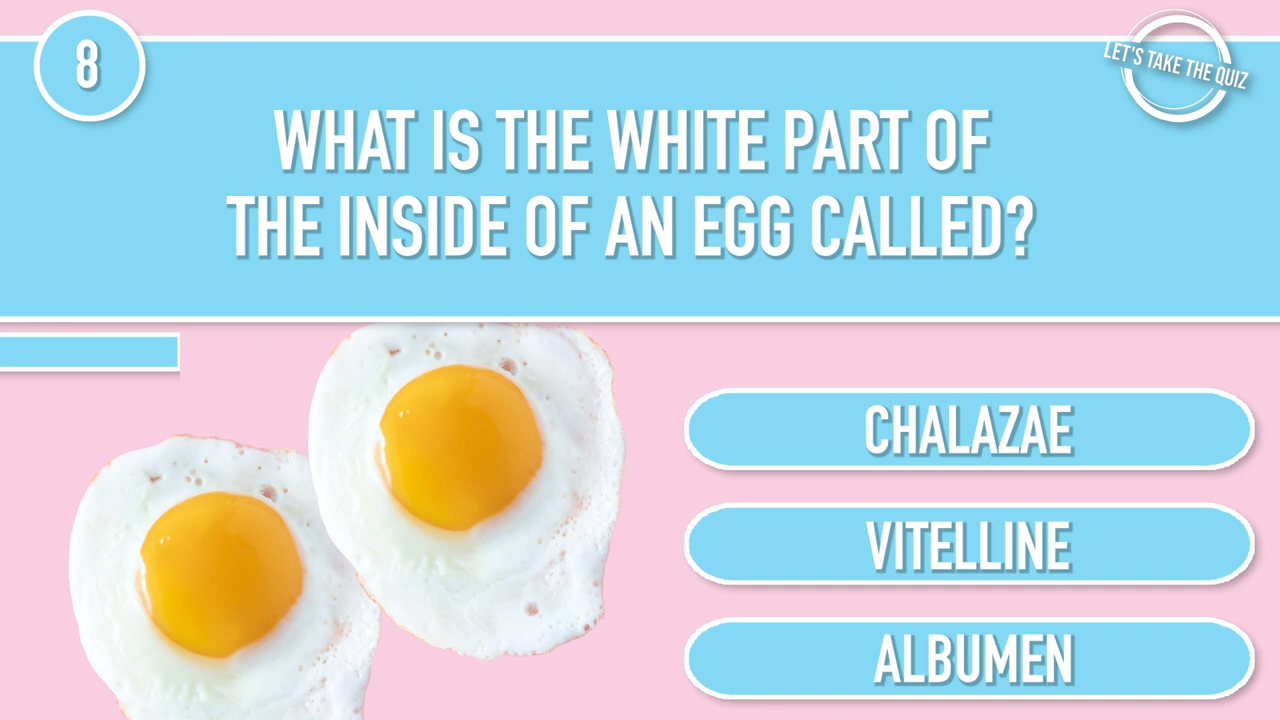 8
LET'S TAKE THE QUIZ
WHAT IS THE WHITE PART OF
THE INSIDE OF AN EGG CALLED?
CHALAZAE
VITELLINE
ALBUMEN